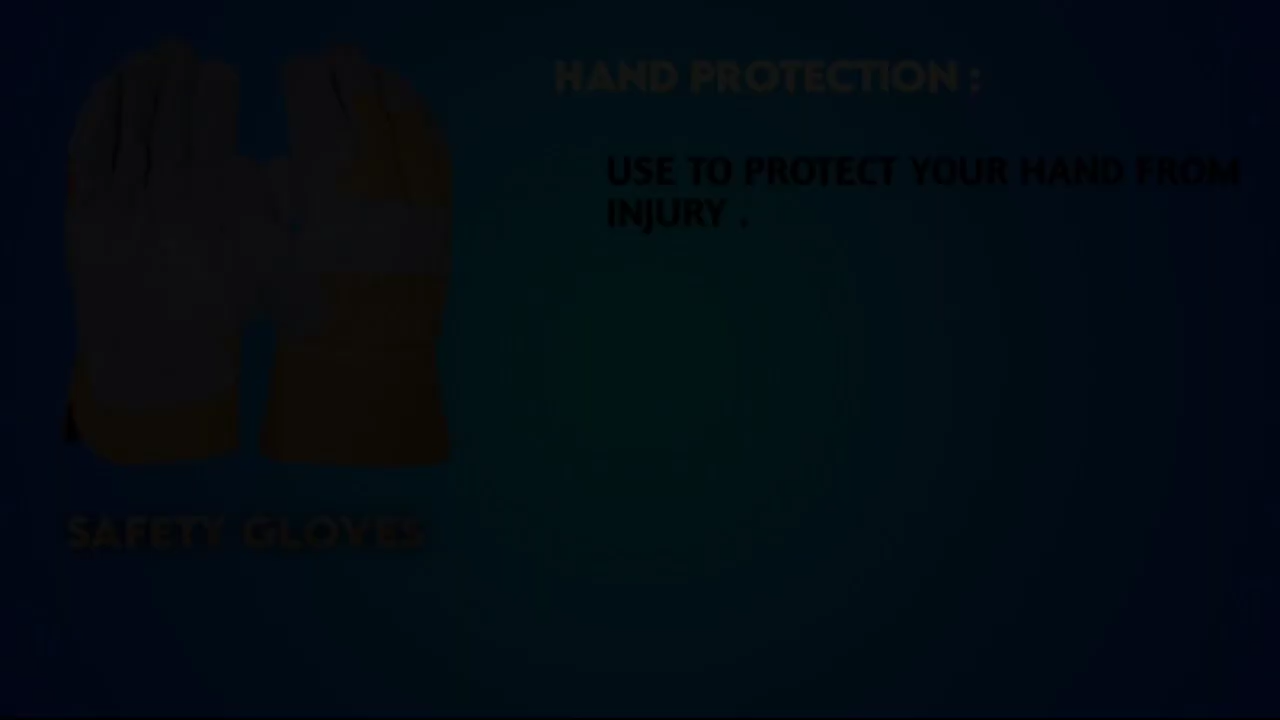 HAND PROTECTION :
USE TO PROTECT YOUR HAND FROM
INJURY .
SAFETY GLOVES